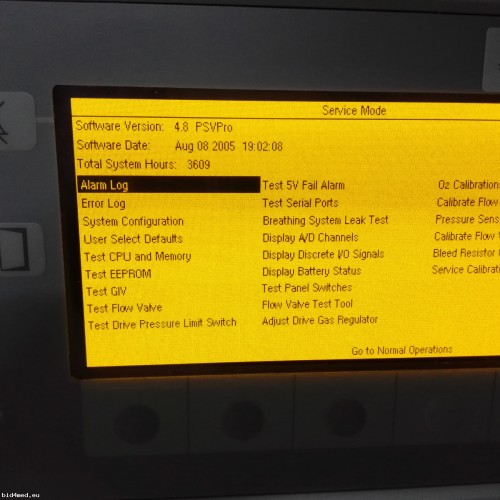 Service Mode
Software Version: 4.8 PSVPro
Software Date: Aug 08 2005 19:02:08
Total System Hours: 3609
Alarm Log
Error Log
System Configuration
User Select Defaults
Test CPU and Memory
Test EEPROM
Test GIV
Test Flow Valve
Test Drive Pressure Limit Switch
Test 5V Fail Alarm
Test Serial Ports
Breathing System Leak Test
Display A/D Channels
Display Discrete I/O Signals
Display Battery Status
Test Panel Switches
Flow Valve Test Tool
Adjust Drive Gas Regulator
O2 Calibration
Calibrate Flow
Pressure Sens
Calibrate Flow V
Bleed Resistor
Service Calibrat
Go to Normal Operations
bid4med.eu